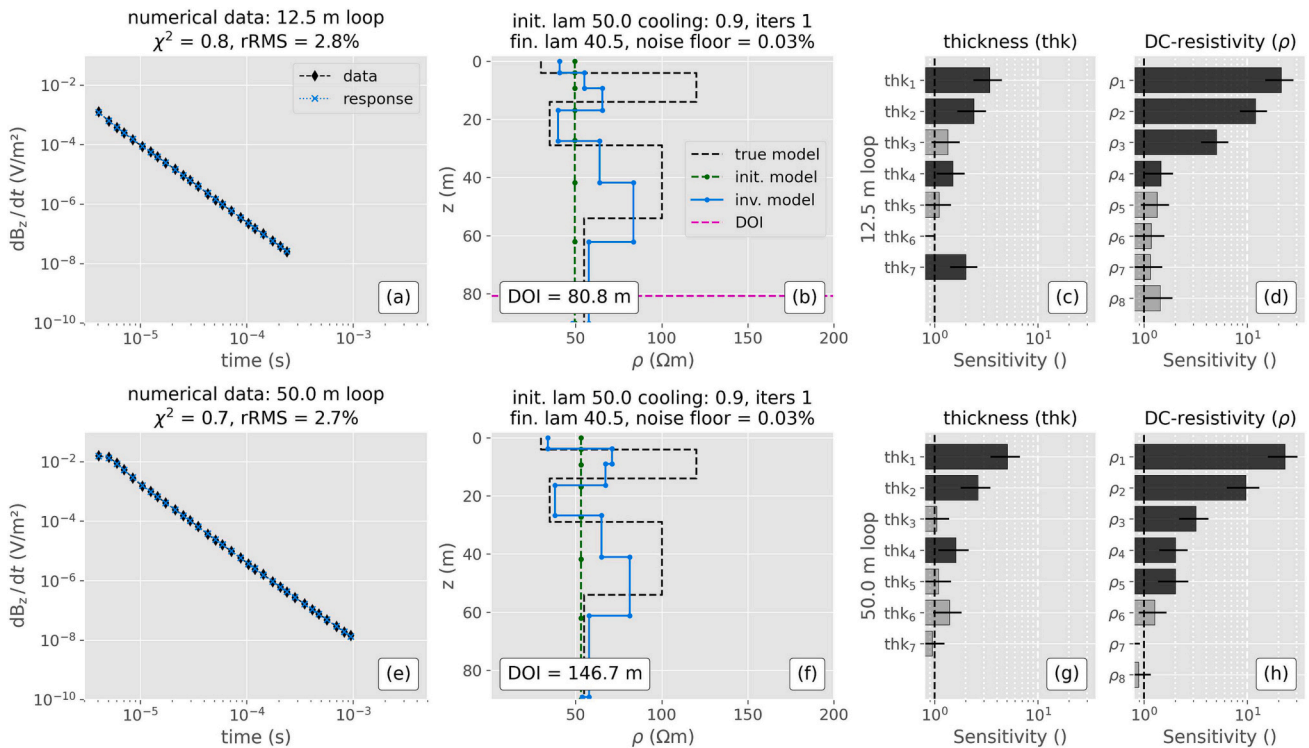 numerical data: 12.5 m loop
χ² = 0.8, rRMS = 2.8%
init. lam 50.0 cooling: 0.9, iters 1
fin. lam 40.5, noise floor = 0.03%
thickness (thk)
DC-resistivity (ρ)
dB_z/dt (V/m²)
10⁻²
10⁻⁴
10⁻⁶
10⁻⁸
10⁻¹⁰
data
response
(a)
10⁻⁵
10⁻⁴
10⁻³
time (s)
z (m)
0
20
40
60
80
true model
init. model
inv. model
DOI
DOI = 80.8 m
(b)
50
100
150
200
ρ (Ωm)
12.5 m loop
thk₁
thk₂
thk₃
thk₄
thk₅
thk₆
thk₇
(c)
10⁰
10¹
Sensitivity ()
ρ₁
ρ₂
ρ₃
ρ₄
ρ₅
ρ₆
ρ₇
ρ₈
(d)
10⁰
10¹
Sensitivity ()
numerical data: 50.0 m loop
χ² = 0.7, rRMS = 2.7%
init. lam 50.0 cooling: 0.9, iters 1
fin. lam 40.5, noise floor = 0.03%
thickness (thk)
DC-resistivity (ρ)
dB_z/dt (V/m²)
10⁻²
10⁻⁴
10⁻⁶
10⁻⁸
10⁻¹⁰
(e)
10⁻⁵
10⁻⁴
10⁻³
time (s)
z (m)
0
20
40
60
80
DOI = 146.7 m
(f)
50
100
150
200
ρ (Ωm)
50.0 m loop
thk₁
thk₂
thk₃
thk₄
thk₅
thk₆
thk₇
(g)
10⁰
10¹
Sensitivity ()
ρ₁
ρ₂
ρ₃
ρ₄
ρ₅
ρ₆
ρ₇
ρ₈
(h)
10⁰
10¹
Sensitivity ()